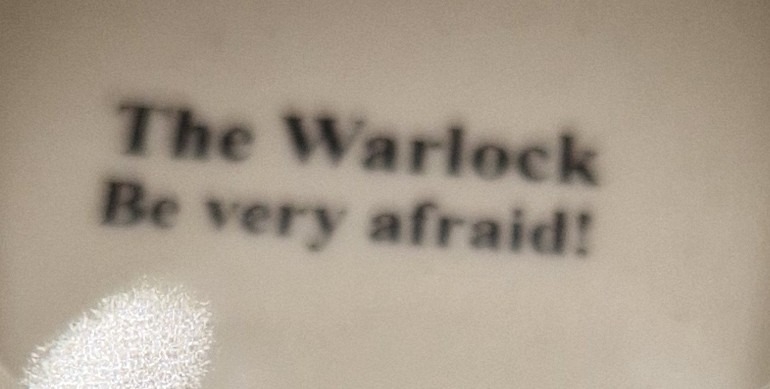 The Warlock
Be very afraid!